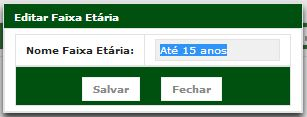 Editar Faixa Etária
Nome Faixa Etária: Até 15 anos
Salvar Fechar